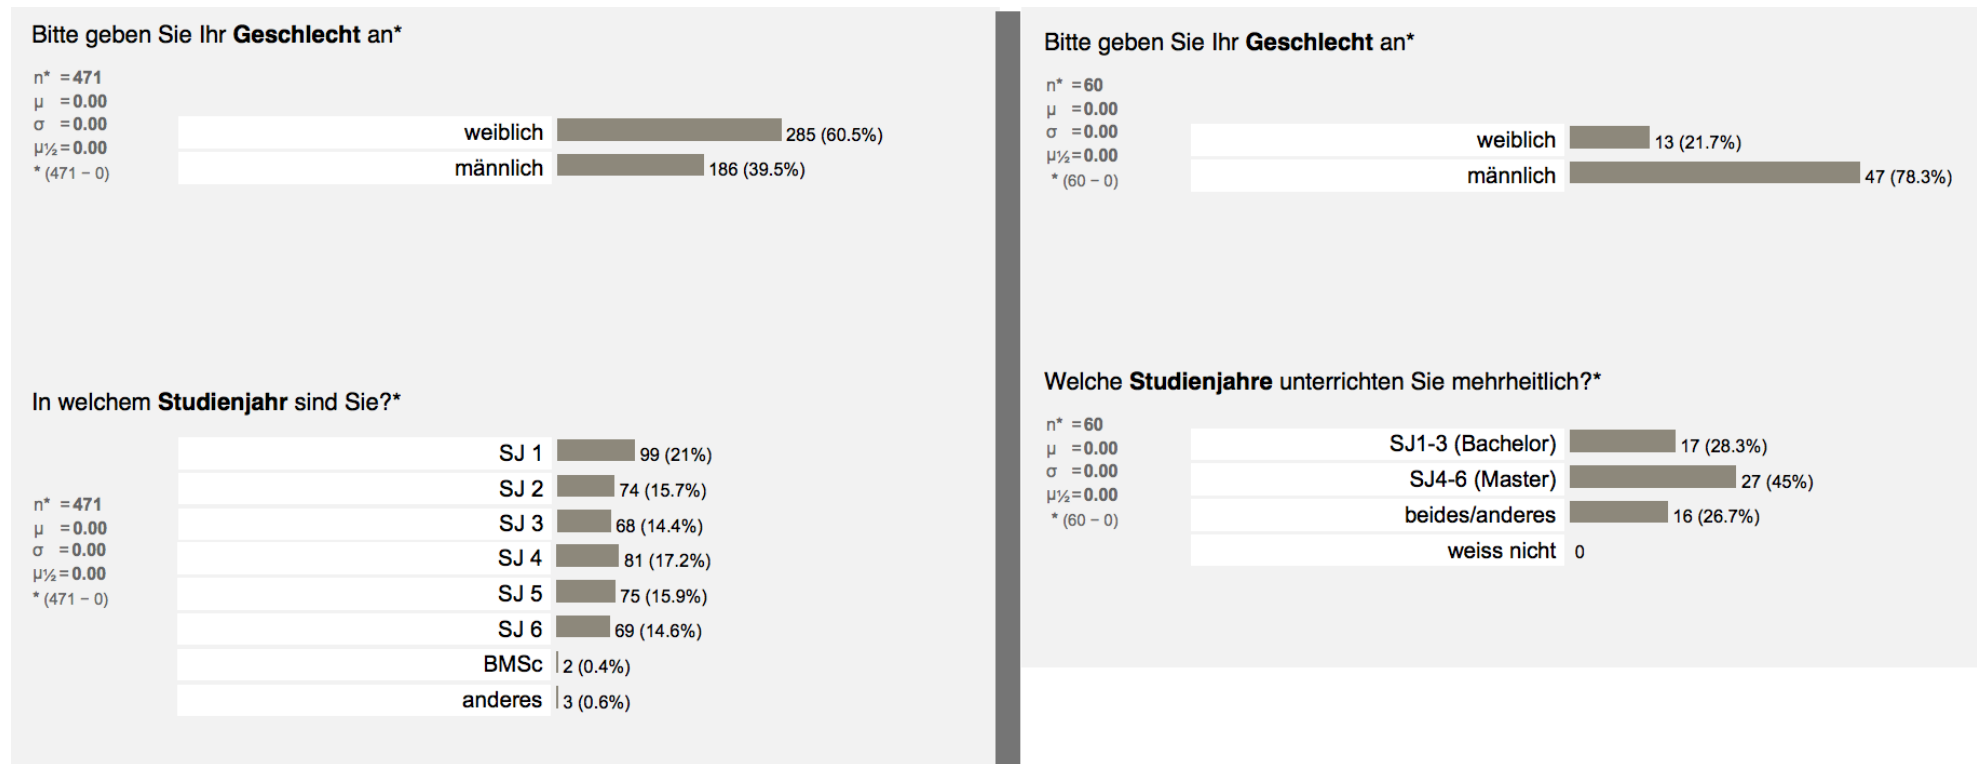 Bitte geben Sie Ihr Geschlecht an*
n* =471
µ =0.00
σ =0.00
µ½=0.00
* (471 – 0)
weiblich 285 (60.5%)
männlich 186 (39.5%)
In welchem Studienjahr sind Sie?*
n* =471
µ =0.00
σ =0.00
µ½=0.00
* (471 – 0)
SJ 1 99 (21%)
SJ 2 74 (15.7%)
SJ 3 68 (14.4%)
SJ 4 81 (17.2%)
SJ 5 75 (15.9%)
SJ 6 69 (14.6%)
BMSc 2 (0.4%)
anderes 3 (0.6%)
Bitte geben Sie Ihr Geschlecht an*
n* =60
µ =0.00
σ =0.00
µ½=0.00
* (60 – 0)
weiblich 13 (21.7%)
männlich 47 (78.3%)
Welche Studienjahre unterrichten Sie mehrheitlich?*
n* =60
µ =0.00
σ =0.00
µ½=0.00
* (60 – 0)
SJ1-3 (Bachelor) 17 (28.3%)
SJ4-6 (Master) 27 (45%)
beides/anderes 16 (26.7%)
weiss nicht 0